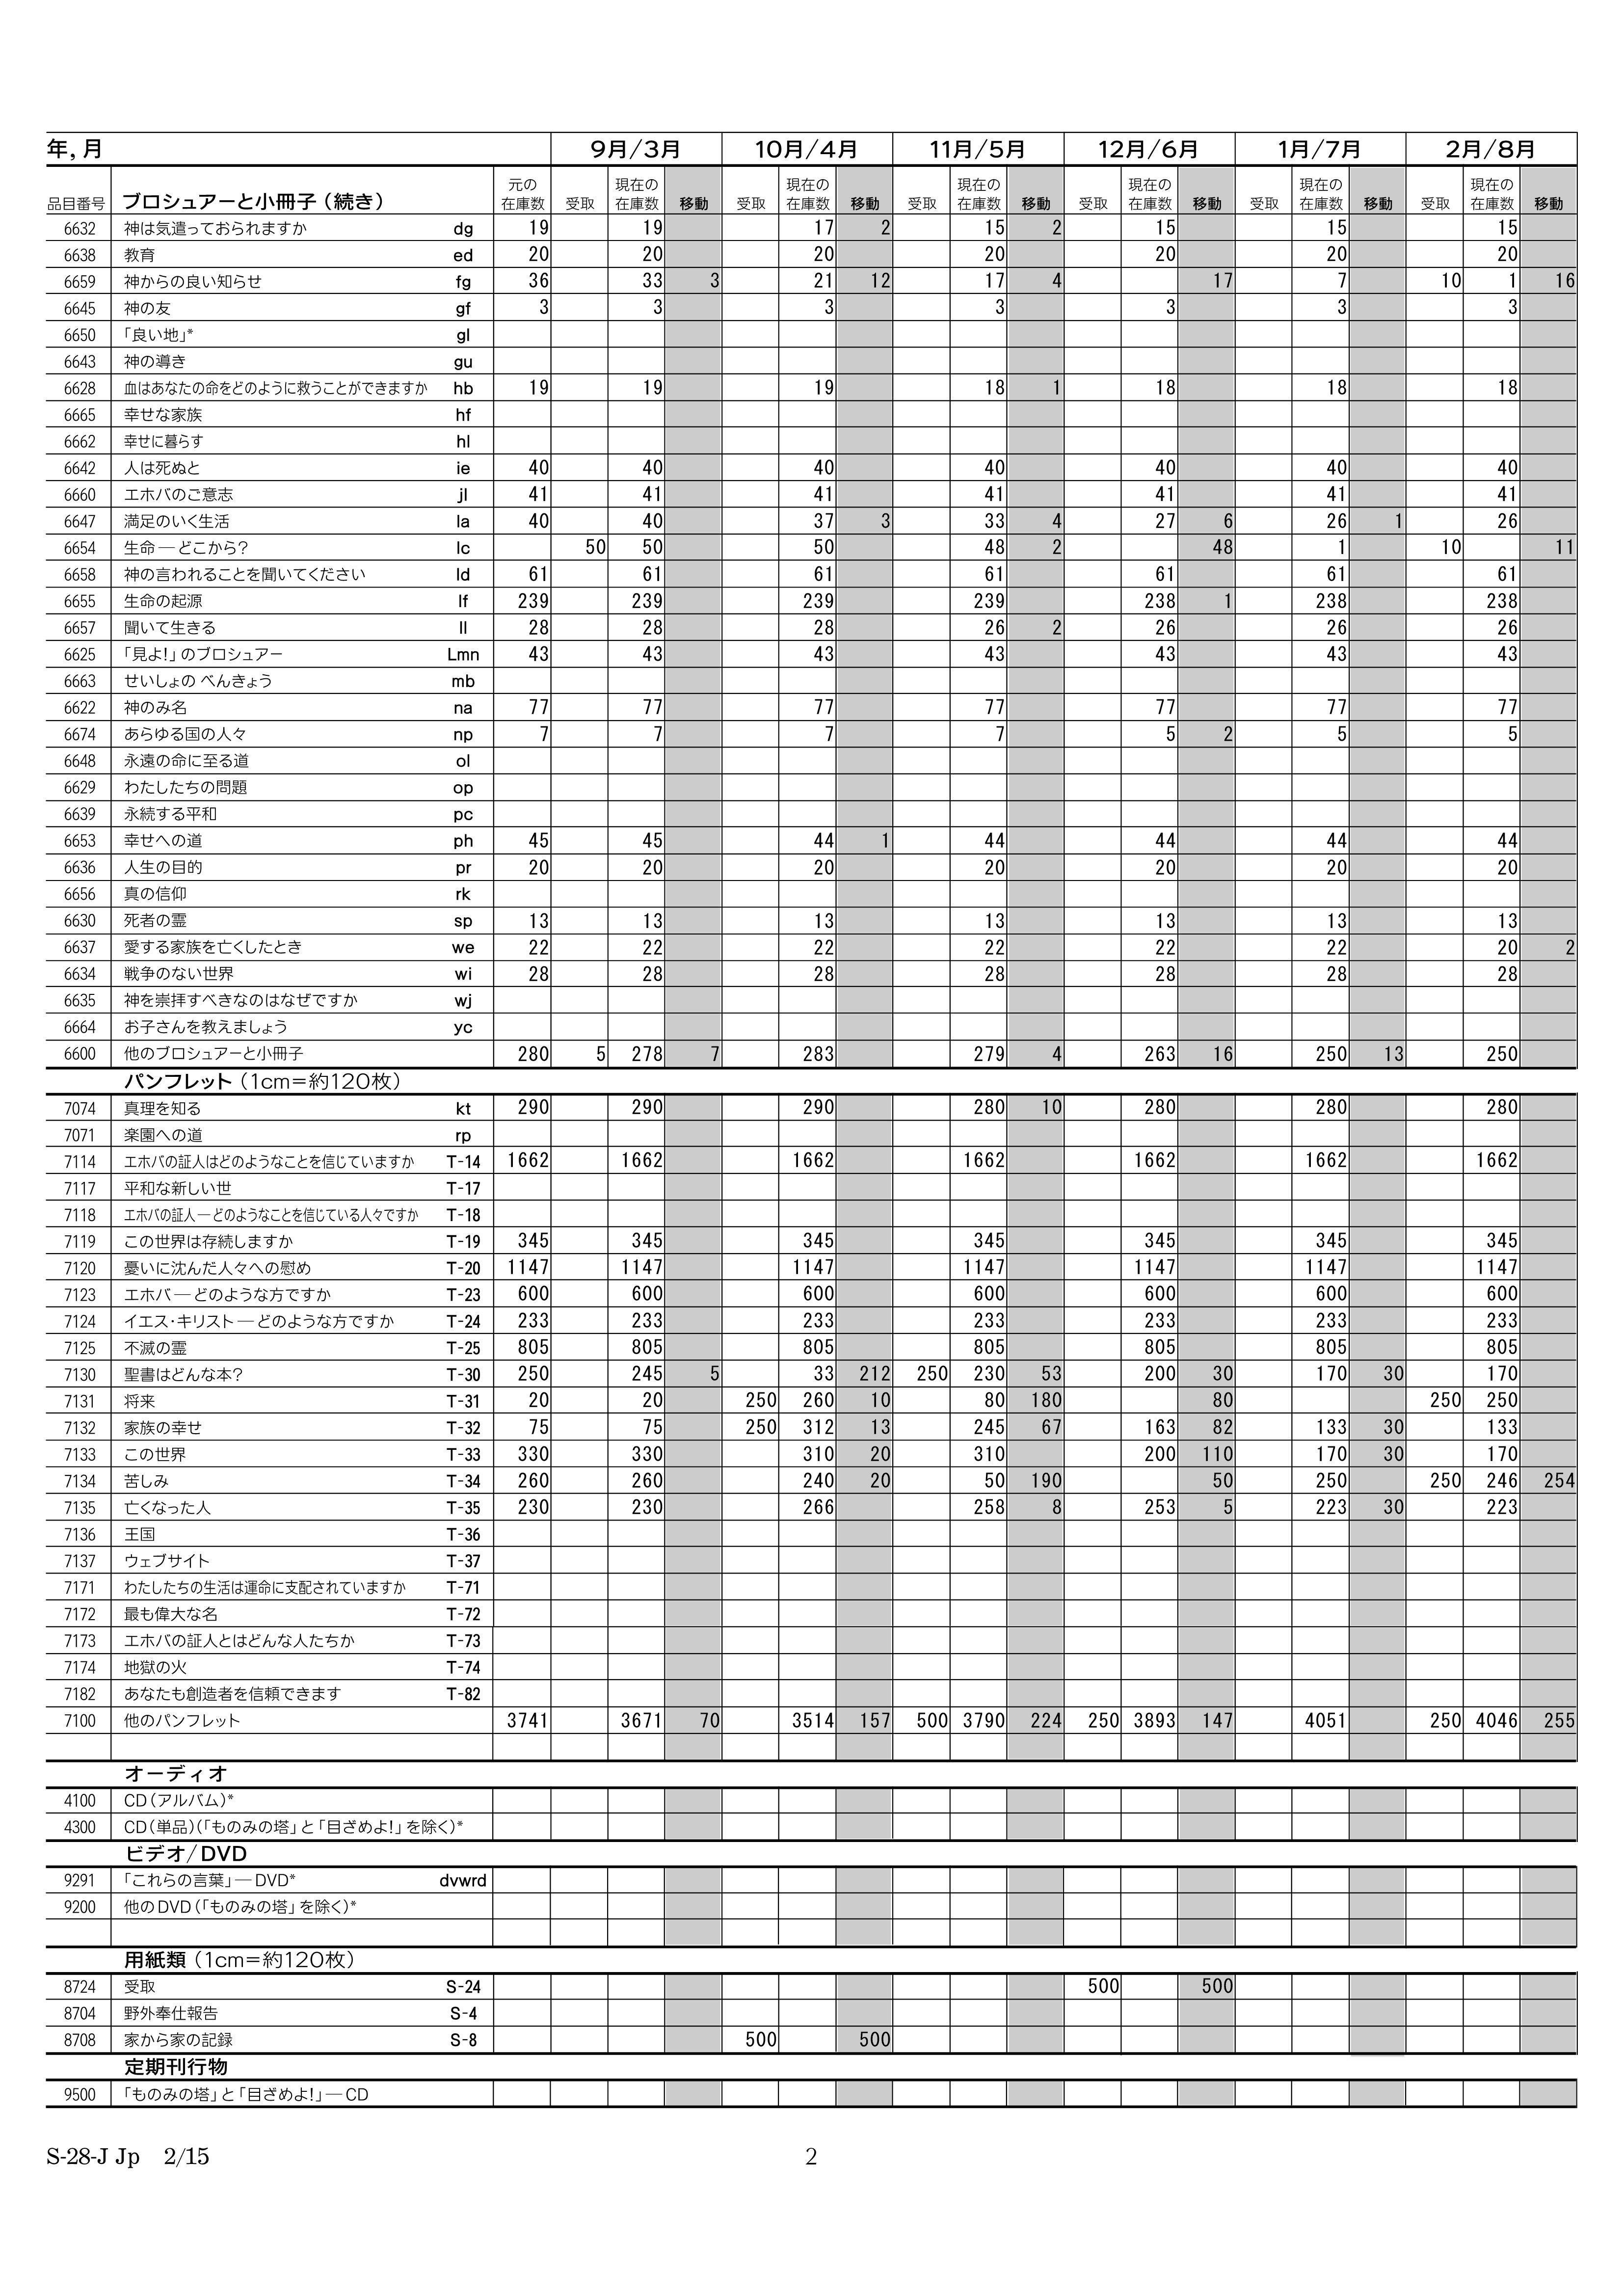 年, 月 9月/3月 10月/4月 11月/5月 12月/6月 1月/7月 2月/8月
品目番号 ブロシュアーと小冊子（続き） 元の在庫数 受取 現在の在庫数 移動 受取 現在の在庫数 移動 受取 現在の在庫数 移動 受取 現在の在庫数 移動 受取 現在の在庫数 移動 受取 現在の在庫数 移動
6632 神は気遣っておられますか dg 19 19 17 2 15 2 15 15 15
6638 教育 ed 20 20 20 20 20 20 20
6659 神からの良い知らせ fg 36 33 3 21 12 17 4 17 7 10 1 16
6645 神の友 gf 3 3 3 3 3 3 3
6650 「良い地」* gl
6643 神の導き gu
6628 血はあなたの命をどのように救うことができますか hb 19 19 19 18 1 18 18 18
6665 幸せな家族 hf
6662 幸せに暮らす hl
6642 人は死ぬと ie 40 40 40 40 40 40 40
6660 エホバのご意志 jl 41 41 41 41 41 41 41
6647 満足のいく生活 la 40 40 37 3 33 4 27 6 26 1 26
6654 生命 ― どこから? lc 50 50 50 48 2 48 1 10 11
6658 神の言われることを聞いてください ld 61 61 61 61 61 61 61
6655 生命の起源 lf 239 239 239 239 238 1 238 238
6657 聞いて生きる ll 28 28 28 26 2 26 26 26
6625 「見よ!」のブロシュアー Lmn 43 43 43 43 43 43 43
6663 せいしょの べんきょう mb
6622 神のみ名 na 77 77 77 77 77 77 77
6674 あらゆる国の人々 np 7 7 7 7 5 2 5 5
6648 永遠の命に至る道 ol
6629 わたしたちの問題 op
6639 永続する平和 pc
6653 幸せへの道 ph 45 45 44 1 44 44 44 44
6636 人生の目的 pr 20 20 20 20 20 20 20
6656 真の信仰 rk
6630 死者の霊 sp 13 13 13 13 13 13 13
6637 愛する家族を亡くしたとき we 22 22 22 22 22 22 20 2
6634 戦争のない世界 wi 28 28 28 28 28 28 28
6635 神を崇拝すべきなのはなぜですか wj
6664 お子さんを教えましょう yc
6600 他のブロシュアーと小冊子 280 5 278 7 283 279 4 263 16 250 13 250
パンフレット（1cm=約120枚）
7074 真理を知る kt 290 290 290 280 10 280 280 280
7071 楽園への道 rp
7114 エホバの証人はどのようなことを信じていますか T-14 1662 1662 1662 1662 1662 1662 1662
7117 平和な新しい世 T-17
7118 エホバの証人 ― どのようなことを信じている人々ですか T-18
7119 この世界は存続しますか T-19 345 345 345 345 345 345 345
7120 憂いに沈んだ人々への慰め T-20 1147 1147 1147 1147 1147 1147 1147
7123 エホバ ― どのような方ですか T-23 600 600 600 600 600 600 600
7124 イエス・キリスト ― どのような方ですか T-24 233 233 233 233 233 233 233
7125 不滅の霊 T-25 805 805 805 805 805 805 805
7130 聖書はどんな本? T-30 250 245 5 33 212 250 230 53 200 30 170 30 170
7131 将来 T-31 20 20 250 260 10 80 180 80 250 250
7132 家族の幸せ T-32 75 75 250 312 13 245 67 163 82 133 30 133
7133 この世界 T-33 330 330 310 20 310 200 110 170 30 170
7134 苦しみ T-34 260 260 240 20 50 190 50 250 250 246 254
7135 亡くなった人 T-35 230 230 266 258 8 253 5 223 30 223
7136 王国 T-36
7137 ウェブサイト T-37
7171 わたしたちの生活は運命に支配されていますか T-71
7172 最も偉大な名 T-72
7173 エホバの証人とはどんな人たちか T-73
7174 地獄の火 T-74
7182 あなたも創造者を信頼できます T-82
7100 他のパンフレット 3741 3671 70 3514 157 500 3790 224 250 3893 147 4051 250 4046 255
オーディオ
4100 CD（アルバム）*
4300 CD（単品）（「ものみの塔」と「目ざめよ!」を除く）*
ビデオ/DVD
9291 「これらの言葉」― DVD* dvwrd
9200 他のDVD（「ものみの塔」を除く）*
用紙類（1cm=約120枚）
8724 受取 S-24 500 500
8704 野外奉仕報告 S-4
8708 家から家の記録 S-8 500 500
定期刊行物
9500 「ものみの塔」と「目ざめよ!」― CD
S-28-J Jp 2/15 2